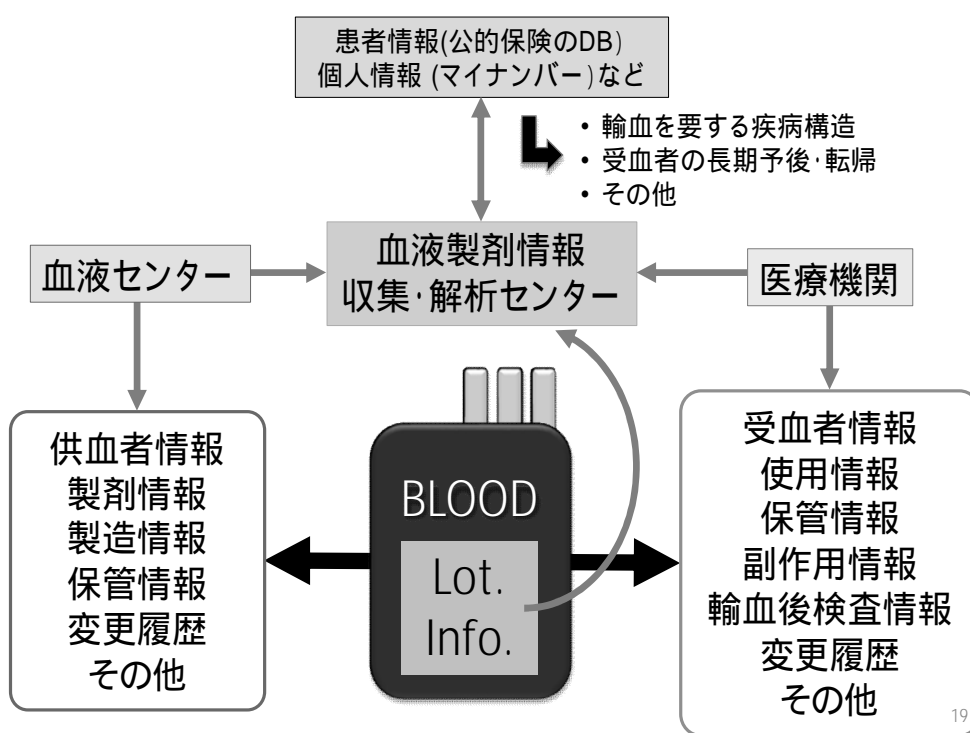 患者情報(公的保険のDB)
個人情報 (マイナンバー)など
• 輸血を要する疾病構造
• 受血者の長期予後･転帰
• その他
血液センター
血液製剤情報
収集･解析センター
医療機関
供血者情報
製剤情報
製造情報
保管情報
変更履歴
その他
BLOOD
Lot.
Info.
受血者情報
使用情報
保管情報
副作用情報
輸血後検査情報
変更履歴
その他
19